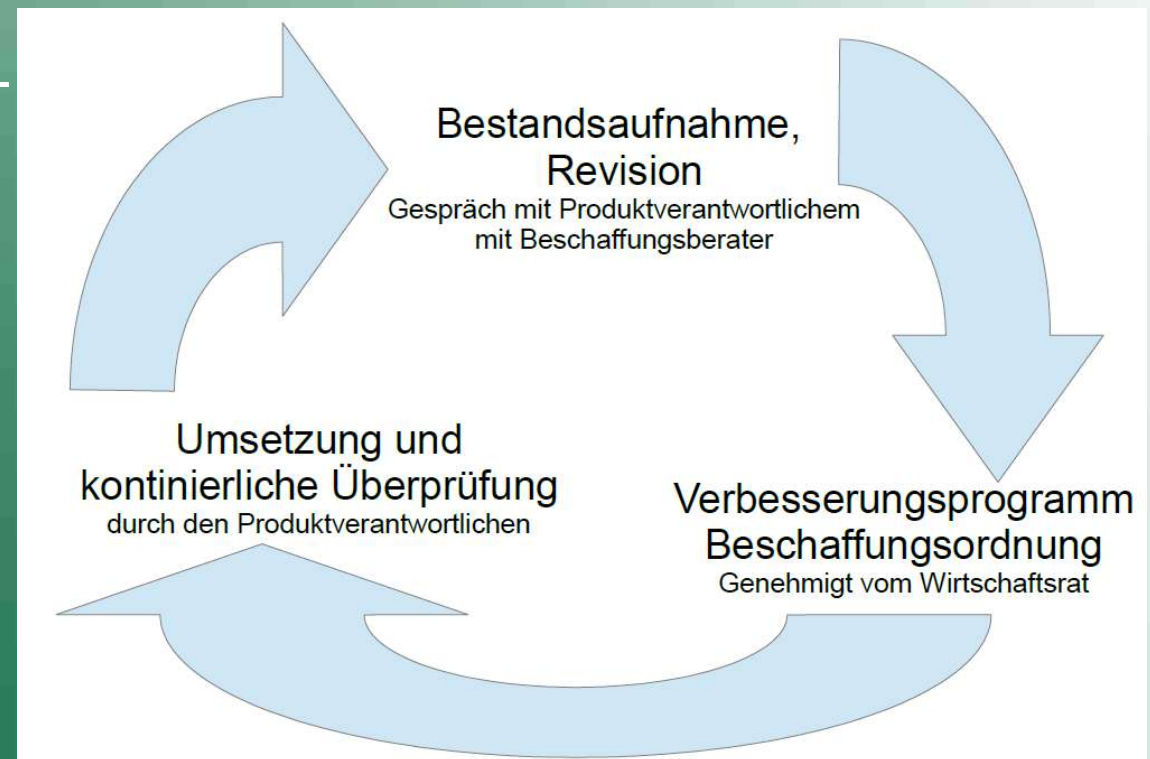 Bestandsaufnahme,
Revision
Gespräch mit Produktverantwortlichem
mit Beschaffungsberater
Verbesserungsprogramm
Beschaffungsordnung
Genehmigt vom Wirtschaftsrat
Umsetzung und
kontinierliche Überprüfung
durch den Produktverantwortlichen